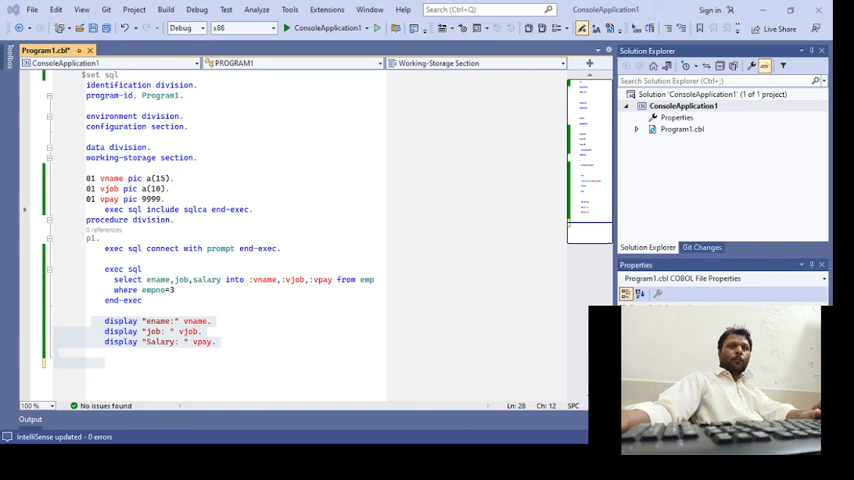 File Edit View Git Project Build Debug Test Analyze Tools Extensions Window Help Search (Ctrl+Q) ConsoleApplication1 Sign in
Debug x86 ConsoleApplication1 Live Share
Toolbox
Program1.cbl*
ConsoleApplication1 PROGRAM1 Working-Storage Section
$set sql
identification division.
program-id. Program1.
environment division.
configuration section.
data division.
working-storage section.
01 vname pic a(15).
01 vjob pic a(10).
01 vpay pic 9999.
exec sql include sqlca end-exec.
procedure division.
0 references
p1.
exec sql connect with prompt end-exec.
exec sql
select ename,job,salary into :vname,:vjob,:vpay from emp
where empno=3
end-exec
display "ename:" vname.
display "job: " vjob.
display "Salary: " vpay.
100 % No issues found Ln: 28 Ch: 12 SPC
Output
IntelliSense updated - 0 errors
Solution Explorer
Search Solution Explorer (Ctrl+;)
Solution 'ConsoleApplication1' (1 of 1 project)
ConsoleApplication1
Properties
Program1.cbl
Solution Explorer Git Changes
Properties
Program1.cbl COBOL File Properties